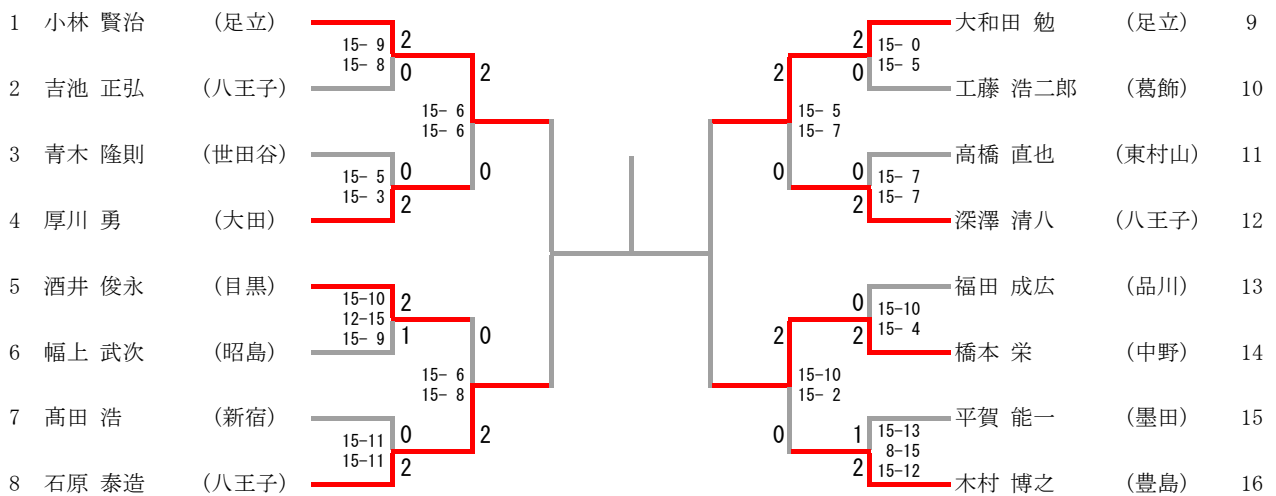 1 小林 賢治 (足立) 大和田 勉 (足立) 9
15- 9 2 2 15- 0
15- 8 0 0 15- 5
2 2
2 吉池 正弘 (八王子) 工藤 浩二郎 (葛飾) 10
15- 6 15- 5
15- 6 15- 7
3 青木 隆則 (世田谷) 高橋 直也 (東村山) 11
0 0
15- 5 0 0 15- 7
15- 3 2 2 15- 7
4 厚川 勇 (大田) 深澤 清八 (八王子) 12
5 酒井 俊永 (目黒) 福田 成広 (品川) 13
15-10 2 0 15-10
12-15
15- 9 1 2 15- 4
0 2
6 幅上 武次 (昭島) 橋本 栄 (中野) 14
15- 6 15-10
15- 8 15- 2
7 髙田 浩 (新宿) 平賀 能一 (墨田) 15
2 0
15-11 0 1 15-13
8-15
15-11 2 2 15-12
8 石原 泰造 (八王子) 木村 博之 (豊島) 16